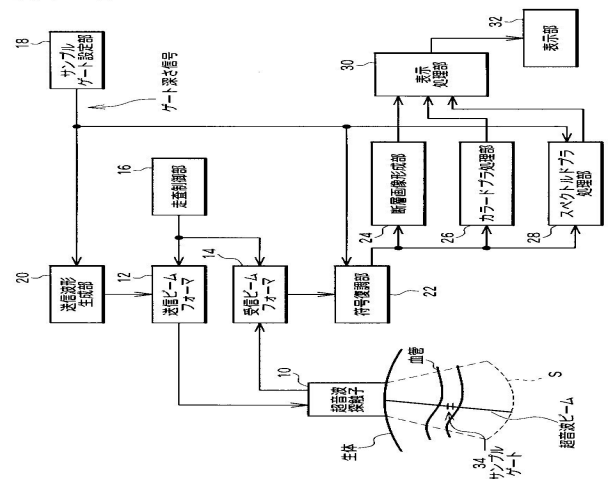 18
サンプル
ゲート設定部
ゲート深さ信号
16
走査制御部
20
送信波形
生成部
12
送信ビーム
フォーマ
14
受信ビーム
フォーマ
符号復調部
22
10
超音波
探触子
24
断層画像形成部
26
カラードプラ処理部
28
スペクトルドプラ
処理部
30
表示
処理部
32
表示部
生体
血管
S
超音波ビーム
34
サンプル
ゲート